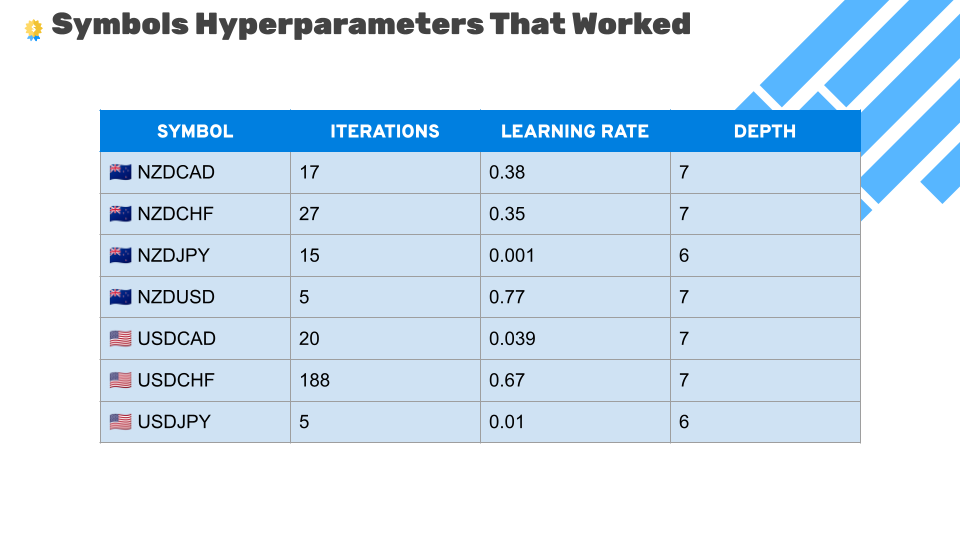 Symbols Hyperparameters That Worked
SYMBOL ITERATIONS LEARNING RATE DEPTH
NZDCAD 17 0.38 7
NZDCHF 27 0.35 7
NZDJPY 15 0.001 6
NZDUSD 5 0.77 7
USDCAD 20 0.039 7
USDCHF 188 0.67 7
USDJPY 5 0.01 6